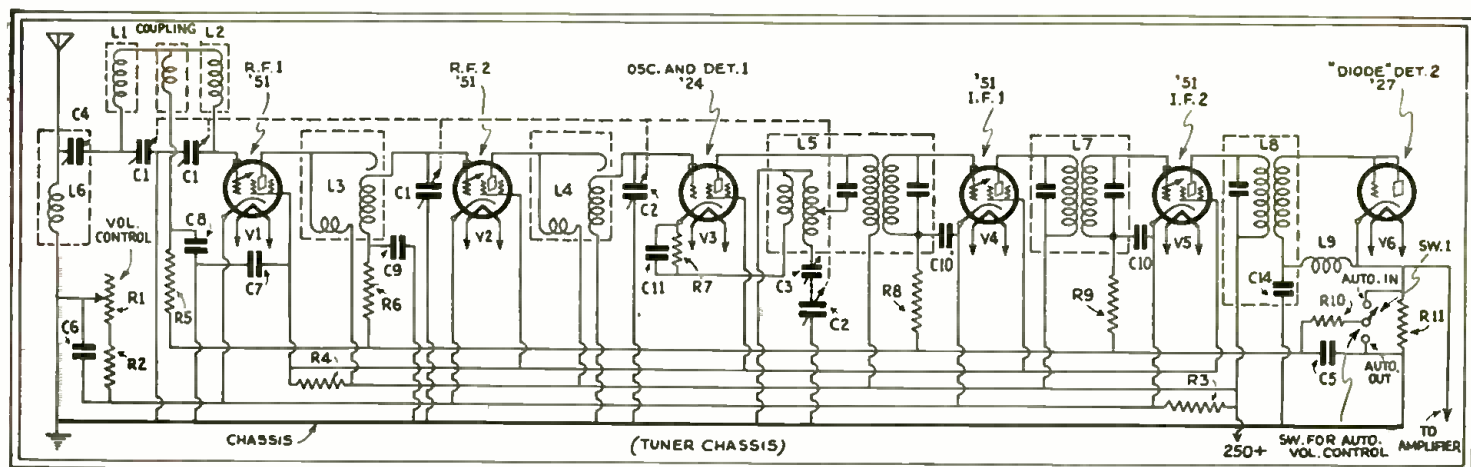 L1 COUPLING L2
C4
C1 C1
L6
VOL.
CONTROL
R1
C6
R2
R5
C8
C7
R.F.1
'51
V1
L3
R4
R6
C9
C1
R.F.2
'51
V2
L4
C2
OSC. AND DET.1
'24
V3
C11
R7
L5
C3
C2
R8
C10
'51
I.F.1
V4
L7
R9
C10
'51
I.F.2
V5
R3
L8
C14
L9
"DIODE" DET.2
'27
V6
SW.1
AUTO. IN
R10
R11
C5
AUTO.
OUT
CHASSIS
(TUNER CHASSIS)
250+
SW. FOR AUTO.
VOL. CONTROL
TO
AMPLIFIER